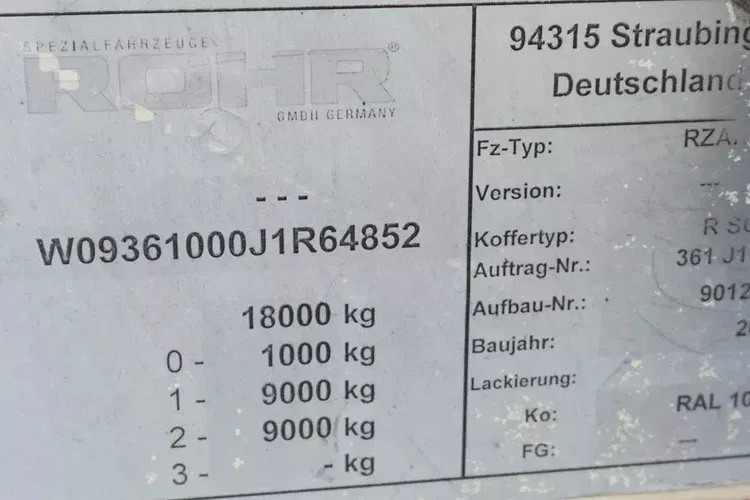 SPEZIALFAHRZEUGE
ROHR®
GMBH GERMANY
---
W09361000J1R64852
18000 kg
0- 1000 kg
1- 9000 kg
2- 9000 kg
3- - kg
94315 Straubing
Deutschland
Fz-Typ: RZA.
Version: ---
Koffertyp: R
Auftrag-Nr.: 361 J1
Aufbau-Nr.: 9012
Baujahr:
Lackierung:
Ko: RAL 10
FG: ---